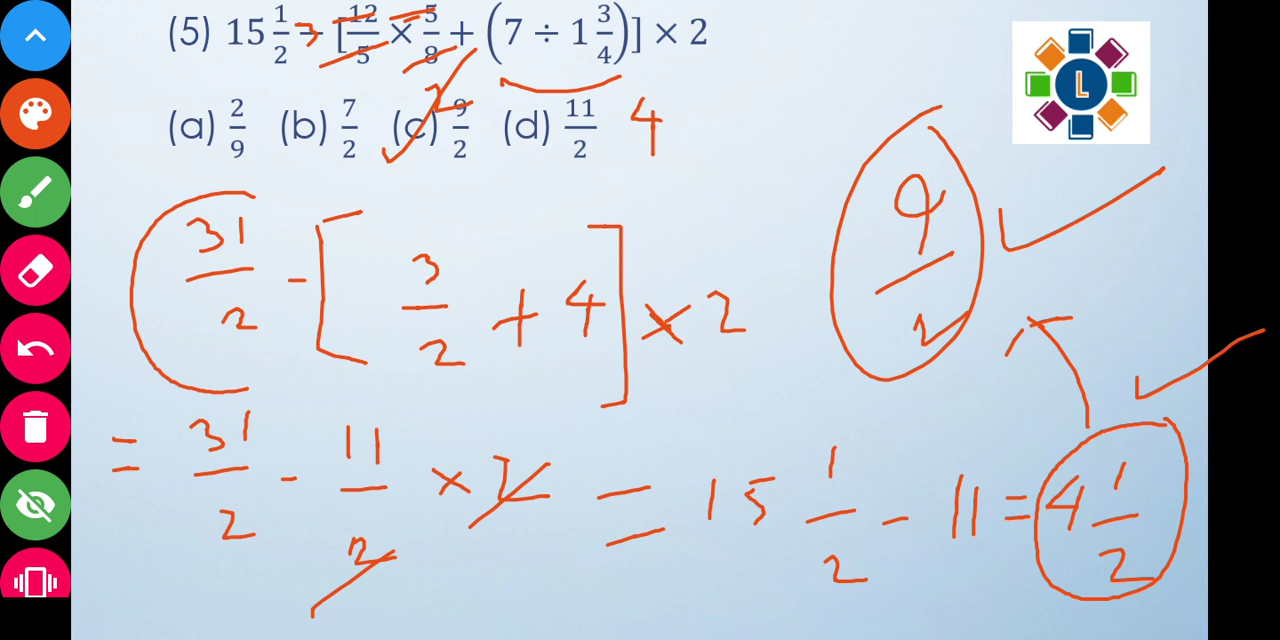 (5) 15 1/2 - [12/5 × 5/8 + (7 ÷ 1 3/4)] × 2
3 2
(a) 2/9 (b) 7/2 (c) 9/2 (d) 11/2 4
31/2 - [3/2 + 4] × 2 9/2
= 31/2 - 11/2 × 2 = 15 1/2 - 11 = 4 1/2
L